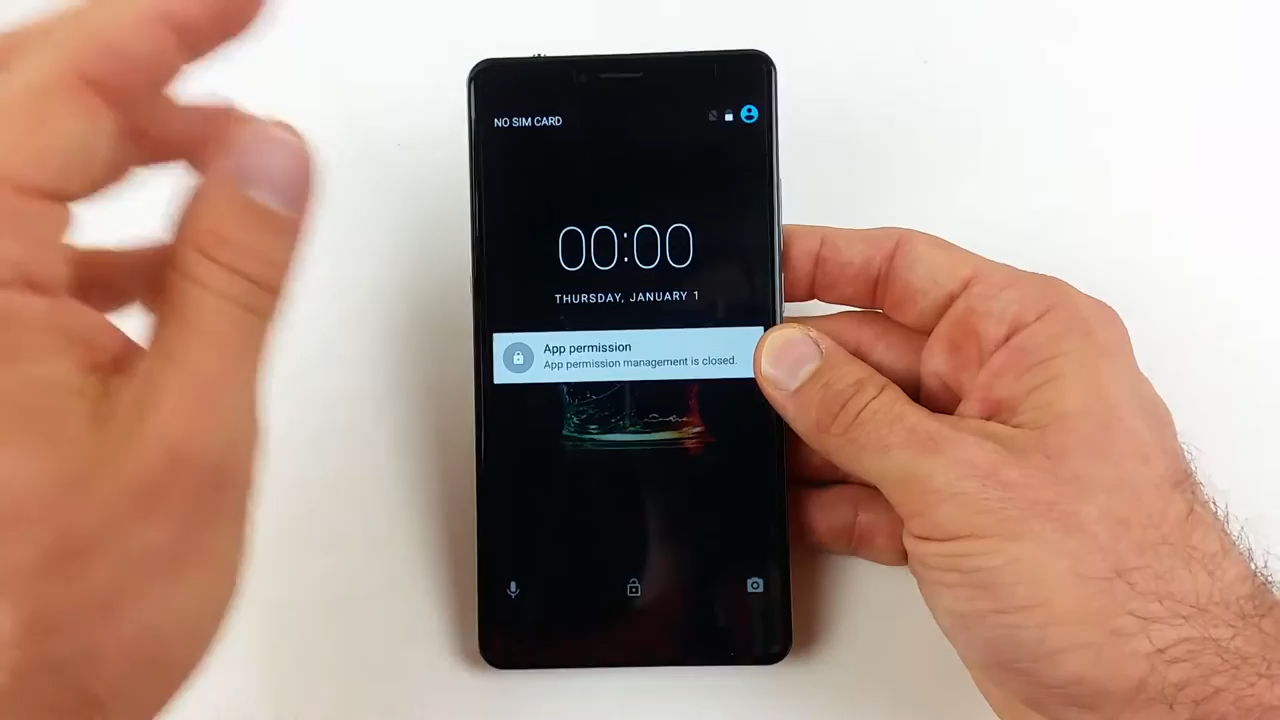 NO SIM CARD
00:00
THURSDAY, JANUARY 1
App permission
App permission management is closed.